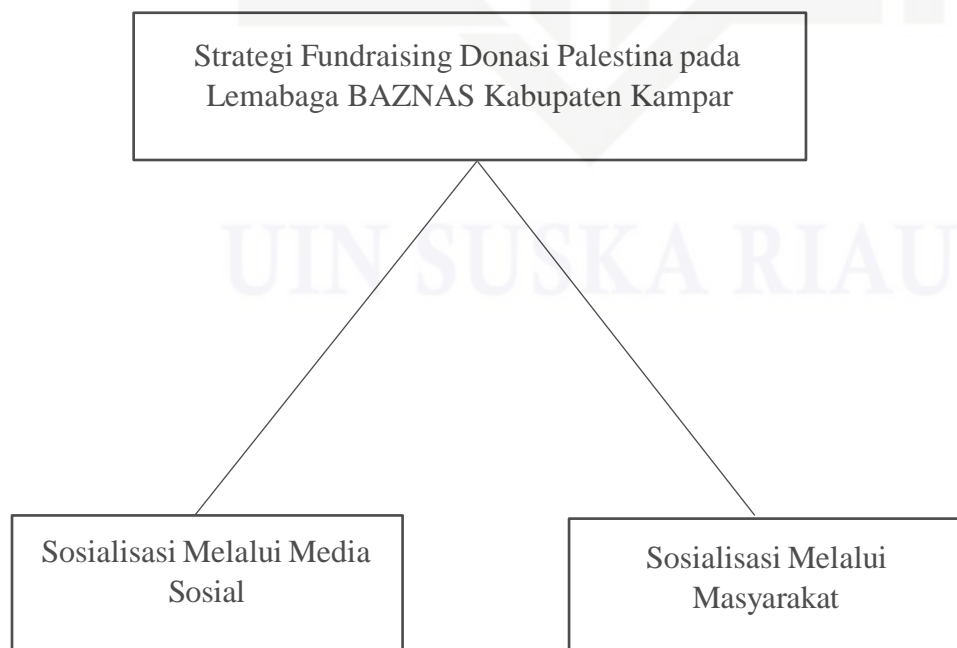 Strategi Fundraising Donasi Palestina pada
Lemabaga BAZNAS Kabupaten Kampar
UIN SUSKA RIAU
Sosialisasi Melalui Media
Sosial
Sosialisasi Melalui
Masyarakat